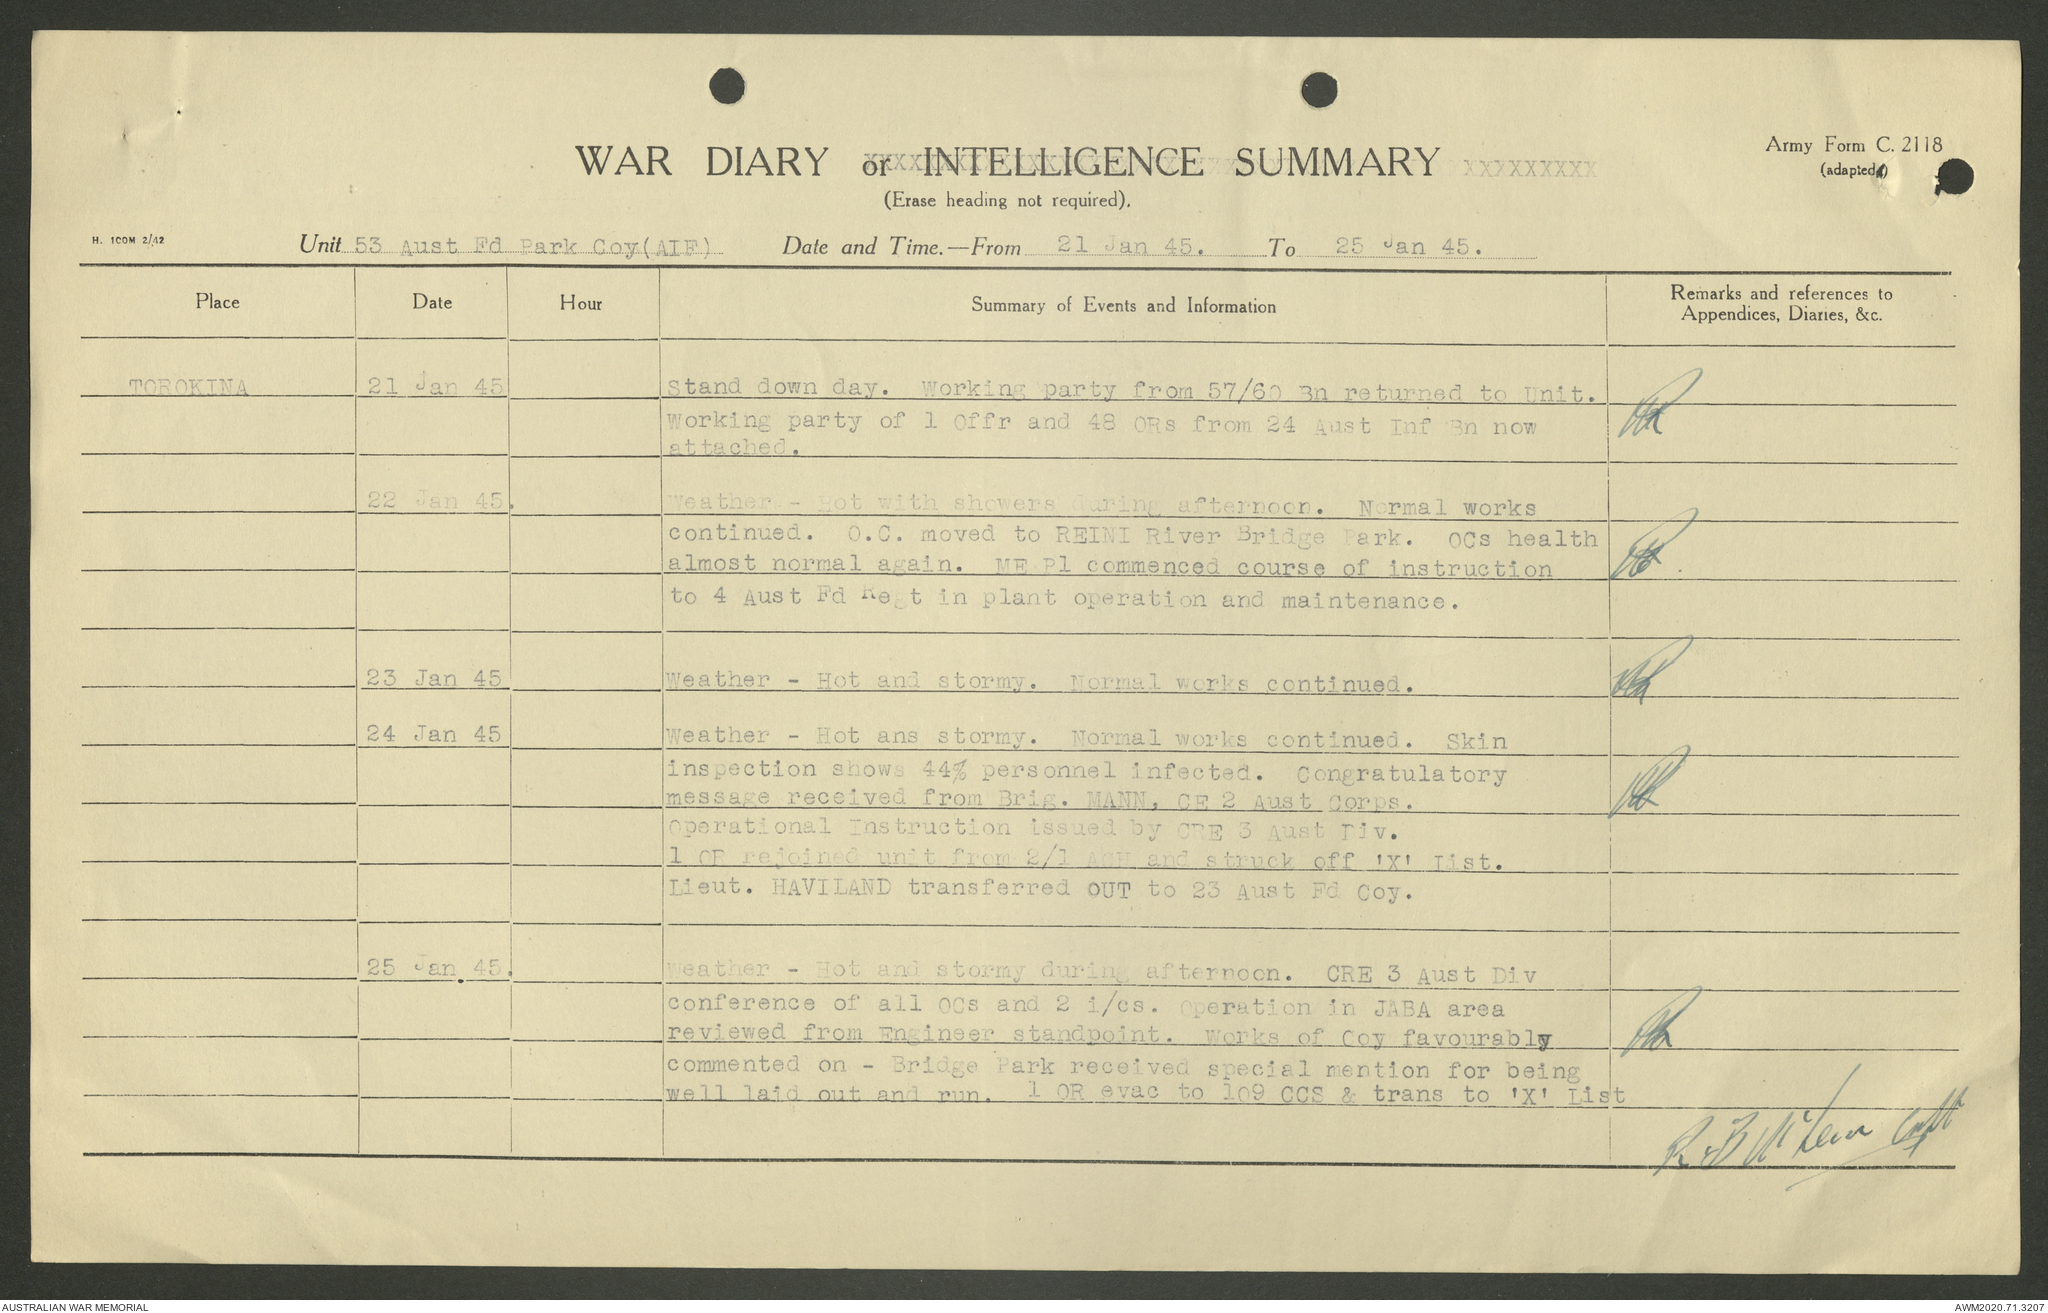 Army Form C. 2118
(adapted)
WAR DIARY or INTELLIGENCE SUMMARY
(Erase heading not required).
H. 100M 2/42
Unit 53 Aust Fd Park Coy(AIF) Date and Time.—From 21 Jan 45. To 25 Jan 45.
Place Date Hour Summary of Events and Information Remarks and references to
Appendices, Diaries, &c.
TOROKINA 21 Jan 45 Stand down day. Working party from 57/60 Bn returned to Unit.
Working party of 1 Offr and 48 ORs from 24 Aust Inf Bn now
attached.
22 Jan 45. Weather - Hot with showers during afternoon. Normal works
continued. O.C. moved to REINI River Bridge Park. OCs health
almost normal again. ME Pl commenced course of instruction
to 4 Aust Fd Regt in plant operation and maintenance.
23 Jan 45 Weather - Hot and stormy. Normal works continued.
24 Jan 45 Weather - Hot ans stormy. Normal works continued. Skin
inspection shows 44% personnel infected. Congratulatory
message received from Brig. MANN, CE 2 Aust Corps.
Operational Instruction issued by CRE 3 Aust Div.
1 OR rejoined unit from 2/1 AGH and struck off 'X' List.
Lieut. HAVILAND transferred OUT to 23 Aust Fd Coy.
25 Jan 45. Weather - Hot and stormy during afternoon. CRE 3 Aust Div
conference of all OCs and 2 i/cs. Operation in JABA area
reviewed from Engineer standpoint. Works of Coy favourably
commented on - Bridge Park received special mention for being
well laid out and run. 1 OR evac to 109 CCS & trans to 'X' List
AUSTRALIAN WAR MEMORIAL
AWM2020.71.3207